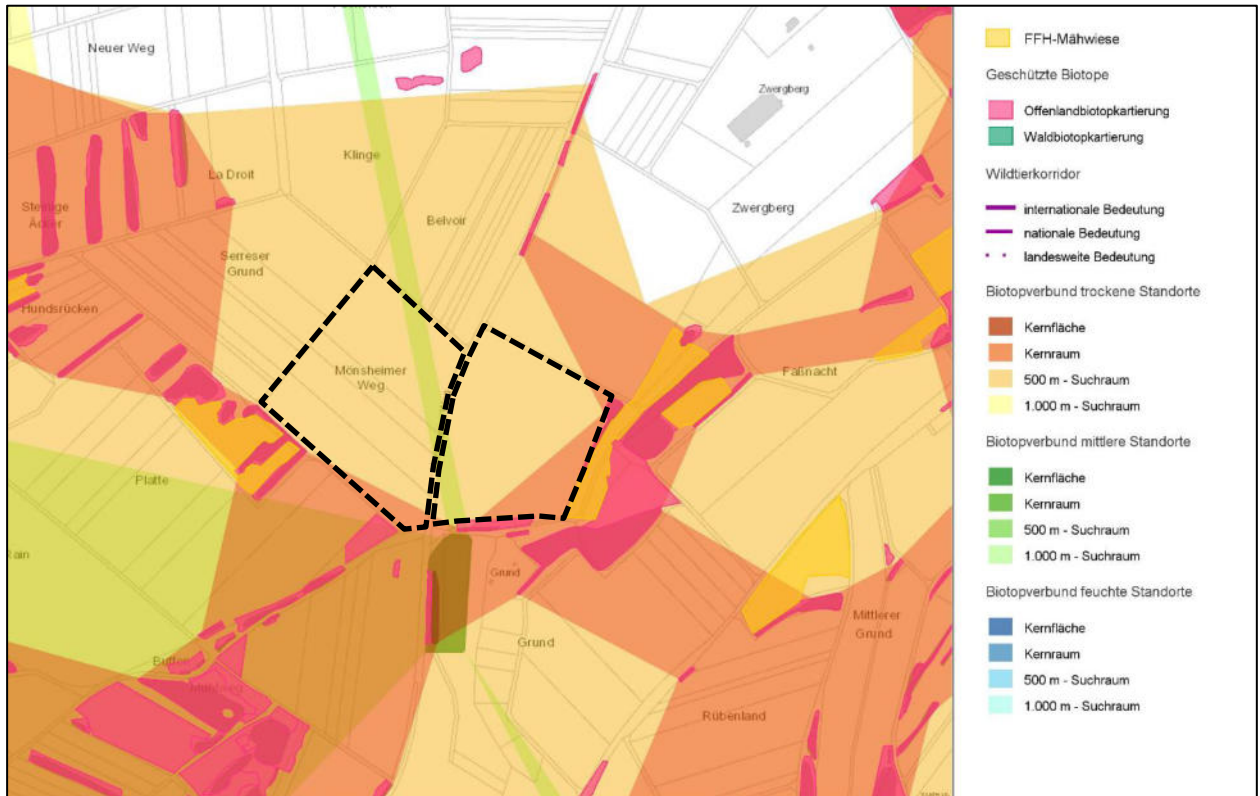 Neuer Weg
Zwergberg
Klinge
La Droit
Steinige
Äcker
Belvoir
Zwergberg
Serreser
Grund
Hundsrücken
Mönsheimer
Weg
Faßnacht
Platte
Grund
Grund
Mittlerer
Grund
Rübenland
FFH-Mähwiese
Geschützte Biotope
Offenlandbiotopkartierung
Waldbiotopkartierung
Wildtierkorridor
internationale Bedeutung
nationale Bedeutung
landesweite Bedeutung
Biotopverbund trockene Standorte
Kernfläche
Kernraum
500 m - Suchraum
1.000 m - Suchraum
Biotopverbund mittlere Standorte
Kernfläche
Kernraum
500 m - Suchraum
1.000 m - Suchraum
Biotopverbund feuchte Standorte
Kernfläche
Kernraum
500 m - Suchraum
1.000 m - Suchraum